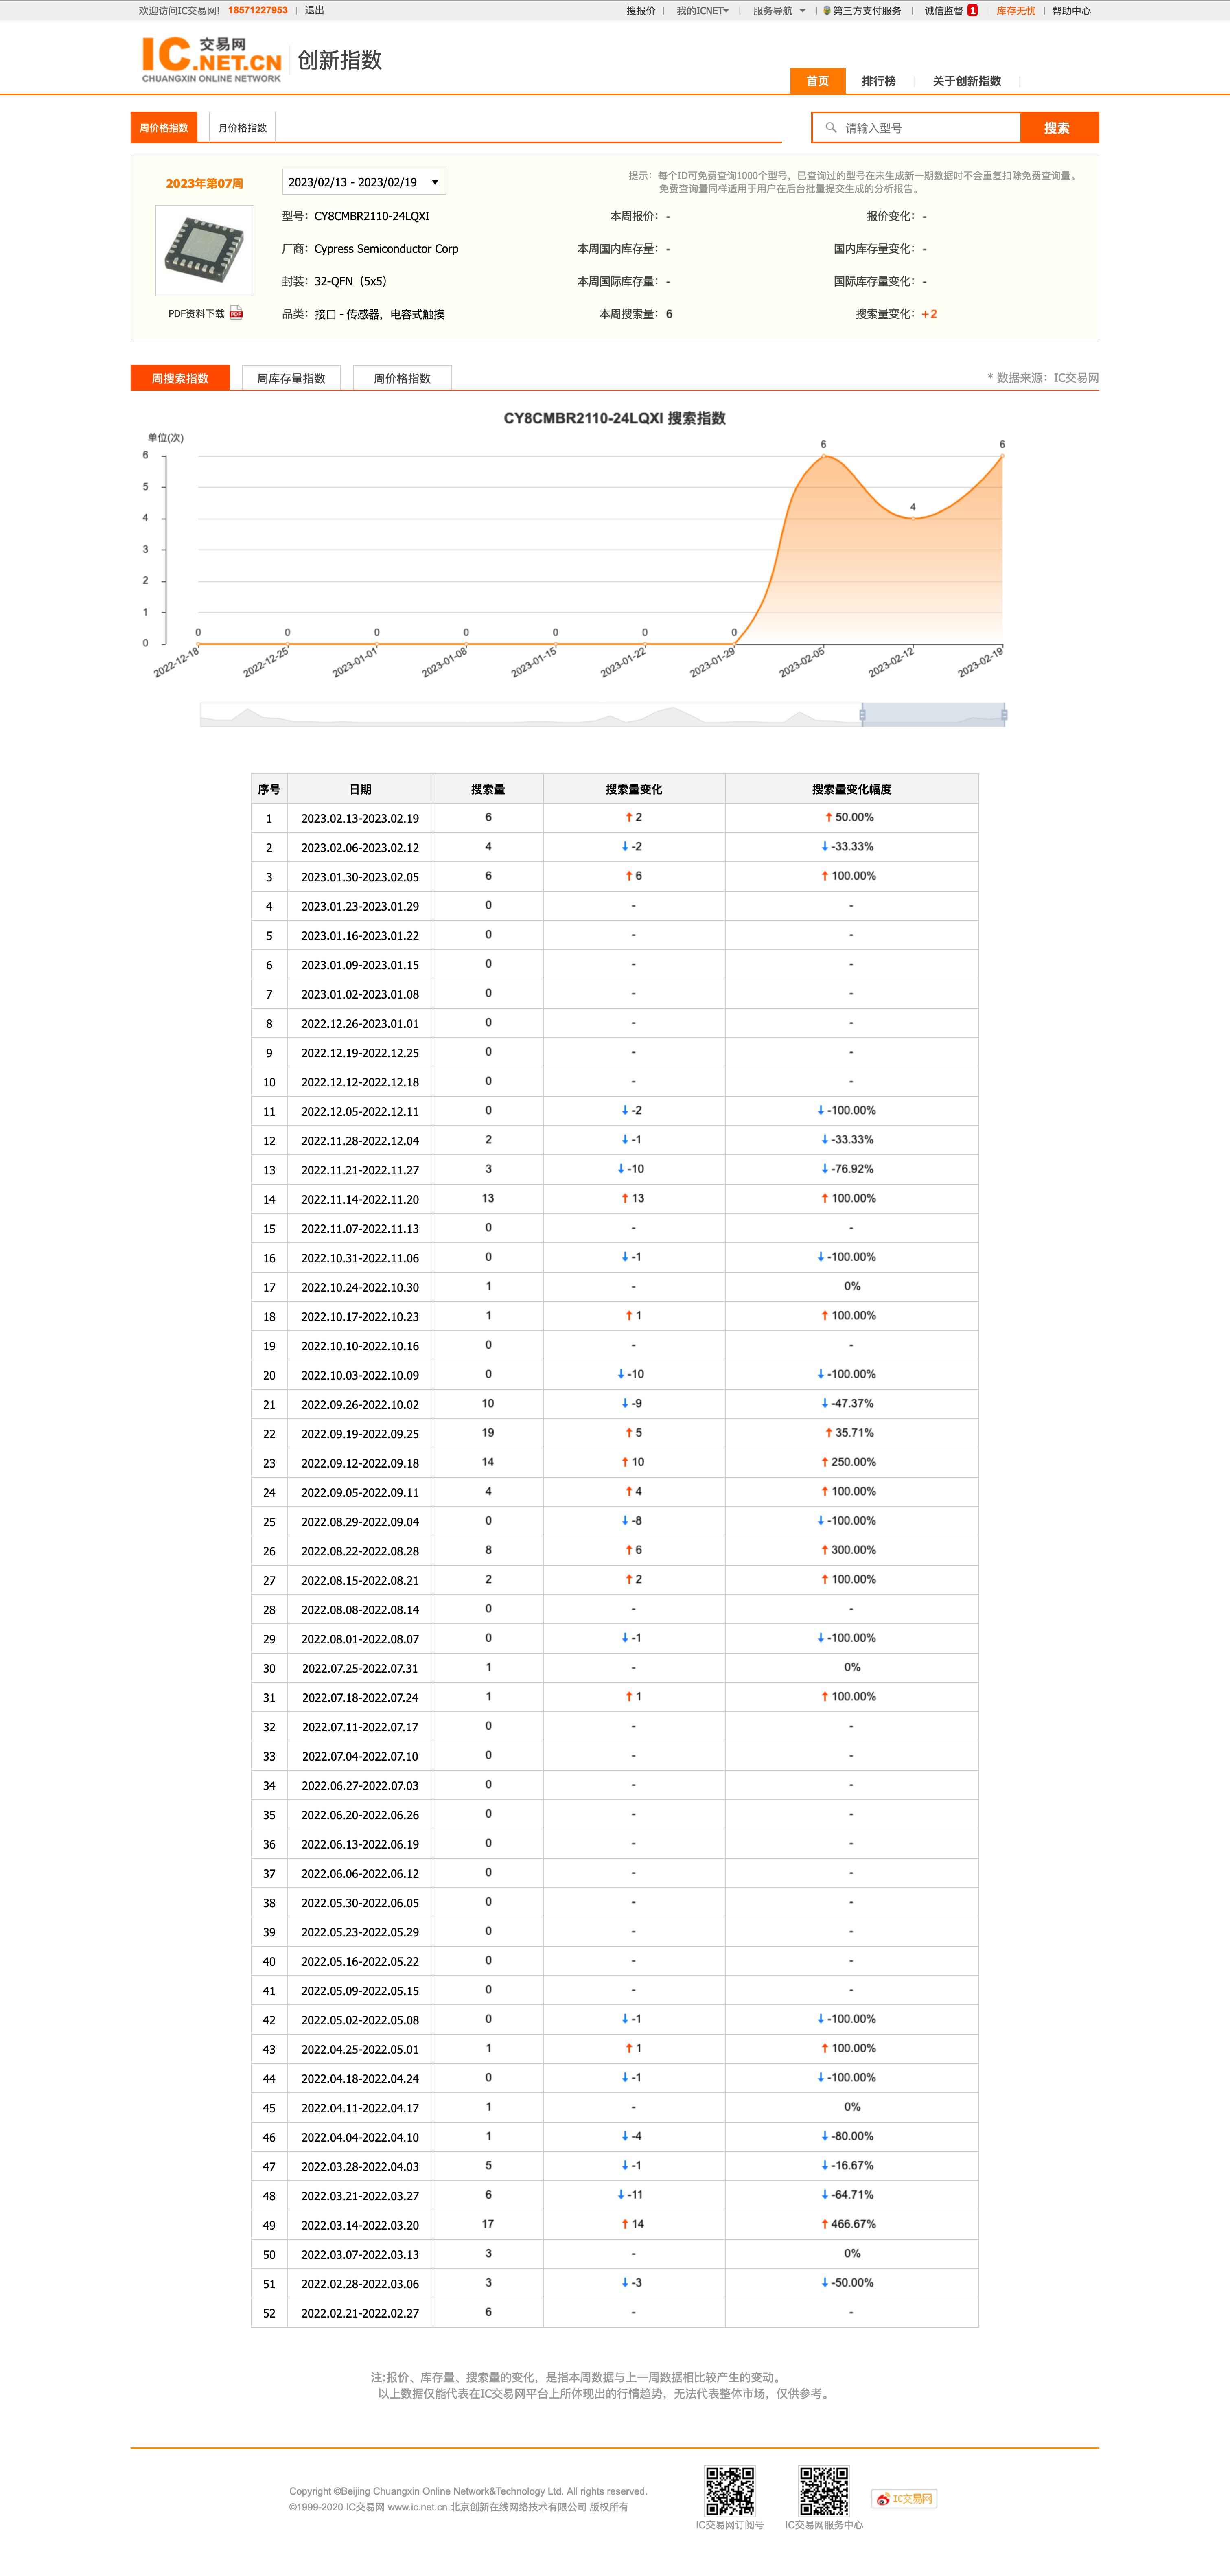 欢迎访问IC交易网! 18571227953 | 退出 搜报价 | 我的ICNET | 服务导航 | 第三方支付服务 | 诚信监督 1 | 库存无忧 | 帮助中心
IC 交易网
.NET.CN
CHUANGXIN ONLINE NETWORK
创新指数
首页 排行榜 关于创新指数
周价格指数 月价格指数 请输入型号 搜索
2023年第07周 2023/02/13 - 2023/02/19 ▼
提示：每个ID可免费查询1000个型号，已查询过的型号在未生成新一期数据时不会重复扣除免费查询量。
免费查询量同样适用于用户在后台批量提交生成的分析报告。
型号：CY8CMBR2110-24LQXI 本周报价：- 报价变化：-
厂商：Cypress Semiconductor Corp 本周国内库存量：- 国内库存量变化：-
封装：32-QFN（5x5） 本周国际库存量：- 国际库存量变化：-
PDF资料下载 PDF 品类：接口 - 传感器，电容式触摸 本周搜索量：6 搜索量变化：+2
周搜索指数 周库存量指数 周价格指数 * 数据来源：IC交易网
CY8CMBR2110-24LQXI 搜索指数
单位(次)
6 6 6
5
4 4
3
2
1
0 0 0 0 0 0 0 0
2022-12-18 2022-12-25 2023-01-01 2023-01-08 2023-01-15 2023-01-22 2023-01-29 2023-02-05 2023-02-12 2023-02-19
序号 日期 搜索量 搜索量变化 搜索量变化幅度
1 2023.02.13-2023.02.19 6 ↑ 2 ↑ 50.00%
2 2023.02.06-2023.02.12 4 ↓ -2 ↓ -33.33%
3 2023.01.30-2023.02.05 6 ↑ 6 ↑ 100.00%
4 2023.01.23-2023.01.29 0 - -
5 2023.01.16-2023.01.22 0 - -
6 2023.01.09-2023.01.15 0 - -
7 2023.01.02-2023.01.08 0 - -
8 2022.12.26-2023.01.01 0 - -
9 2022.12.19-2022.12.25 0 - -
10 2022.12.12-2022.12.18 0 - -
11 2022.12.05-2022.12.11 0 ↓ -2 ↓ -100.00%
12 2022.11.28-2022.12.04 2 ↓ -1 ↓ -33.33%
13 2022.11.21-2022.11.27 3 ↓ -10 ↓ -76.92%
14 2022.11.14-2022.11.20 13 ↑ 13 ↑ 100.00%
15 2022.11.07-2022.11.13 0 - -
16 2022.10.31-2022.11.06 0 ↓ -1 ↓ -100.00%
17 2022.10.24-2022.10.30 1 - 0%
18 2022.10.17-2022.10.23 1 ↑ 1 ↑ 100.00%
19 2022.10.10-2022.10.16 0 - -
20 2022.10.03-2022.10.09 0 ↓ -10 ↓ -100.00%
21 2022.09.26-2022.10.02 10 ↓ -9 ↓ -47.37%
22 2022.09.19-2022.09.25 19 ↑ 5 ↑ 35.71%
23 2022.09.12-2022.09.18 14 ↑ 10 ↑ 250.00%
24 2022.09.05-2022.09.11 4 ↑ 4 ↑ 100.00%
25 2022.08.29-2022.09.04 0 ↓ -8 ↓ -100.00%
26 2022.08.22-2022.08.28 8 ↑ 6 ↑ 300.00%
27 2022.08.15-2022.08.21 2 ↑ 2 ↑ 100.00%
28 2022.08.08-2022.08.14 0 - -
29 2022.08.01-2022.08.07 0 ↓ -1 ↓ -100.00%
30 2022.07.25-2022.07.31 1 - 0%
31 2022.07.18-2022.07.24 1 ↑ 1 ↑ 100.00%
32 2022.07.11-2022.07.17 0 - -
33 2022.07.04-2022.07.10 0 - -
34 2022.06.27-2022.07.03 0 - -
35 2022.06.20-2022.06.26 0 - -
36 2022.06.13-2022.06.19 0 - -
37 2022.06.06-2022.06.12 0 - -
38 2022.05.30-2022.06.05 0 - -
39 2022.05.23-2022.05.29 0 - -
40 2022.05.16-2022.05.22 0 - -
41 2022.05.09-2022.05.15 0 - -
42 2022.05.02-2022.05.08 0 ↓ -1 ↓ -100.00%
43 2022.04.25-2022.05.01 1 ↑ 1 ↑ 100.00%
44 2022.04.18-2022.04.24 0 ↓ -1 ↓ -100.00%
45 2022.04.11-2022.04.17 1 - 0%
46 2022.04.04-2022.04.10 1 ↓ -4 ↓ -80.00%
47 2022.03.28-2022.04.03 5 ↓ -1 ↓ -16.67%
48 2022.03.21-2022.03.27 6 ↓ -11 ↓ -64.71%
49 2022.03.14-2022.03.20 17 ↑ 14 ↑ 466.67%
50 2022.03.07-2022.03.13 3 - 0%
51 2022.02.28-2022.03.06 3 ↓ -3 ↓ -50.00%
52 2022.02.21-2022.02.27 6 - -
注:报价、库存量、搜索量的变化，是指本周数据与上一周数据相比较产生的变动。
以上数据仅能代表在IC交易网平台上所体现出的行情趋势，无法代表整体市场，仅供参考。
Copyright ©Beijing Chuangxin Online Network&Technology Ltd. All rights reserved.
©1999-2020 IC交易网 www.ic.net.cn 北京创新在线网络技术有限公司 版权所有
IC交易网订阅号 IC交易网服务中心 IC交易网